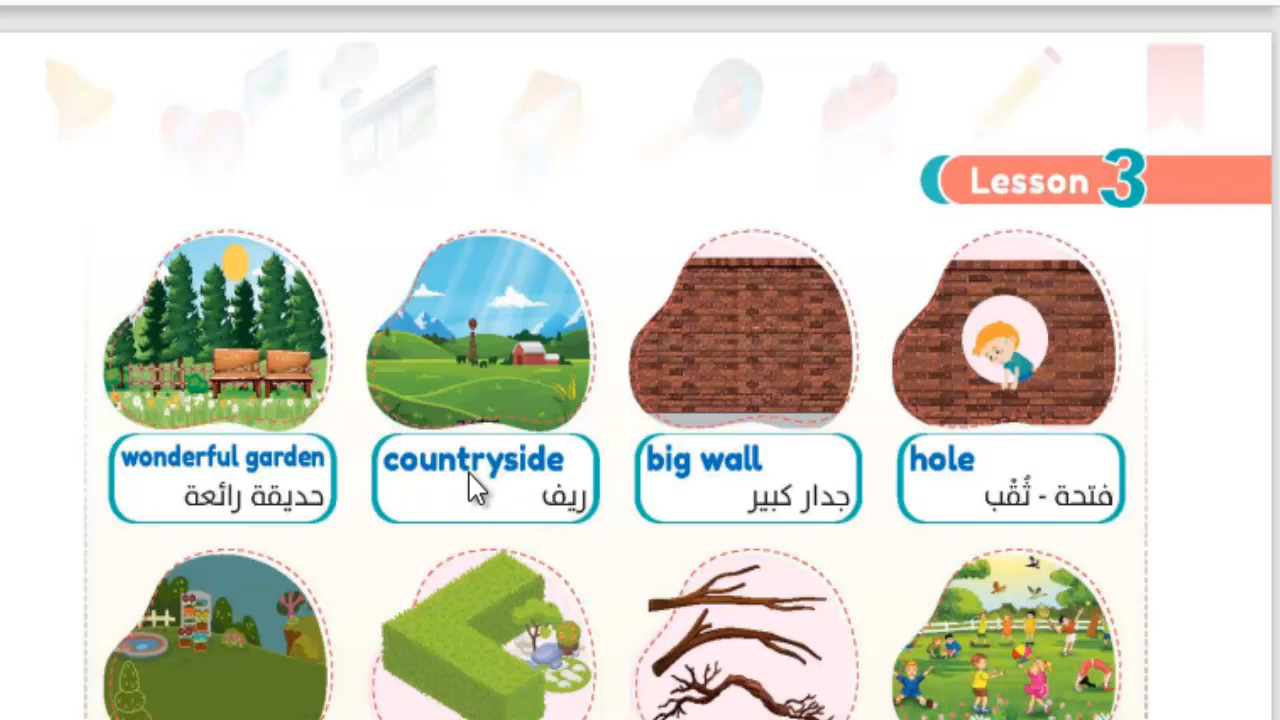 Lesson 3
wonderful garden
حديقة رائعة
countryside
ريف
big wall
جدار كبير
hole
فتحة - ثُقْب